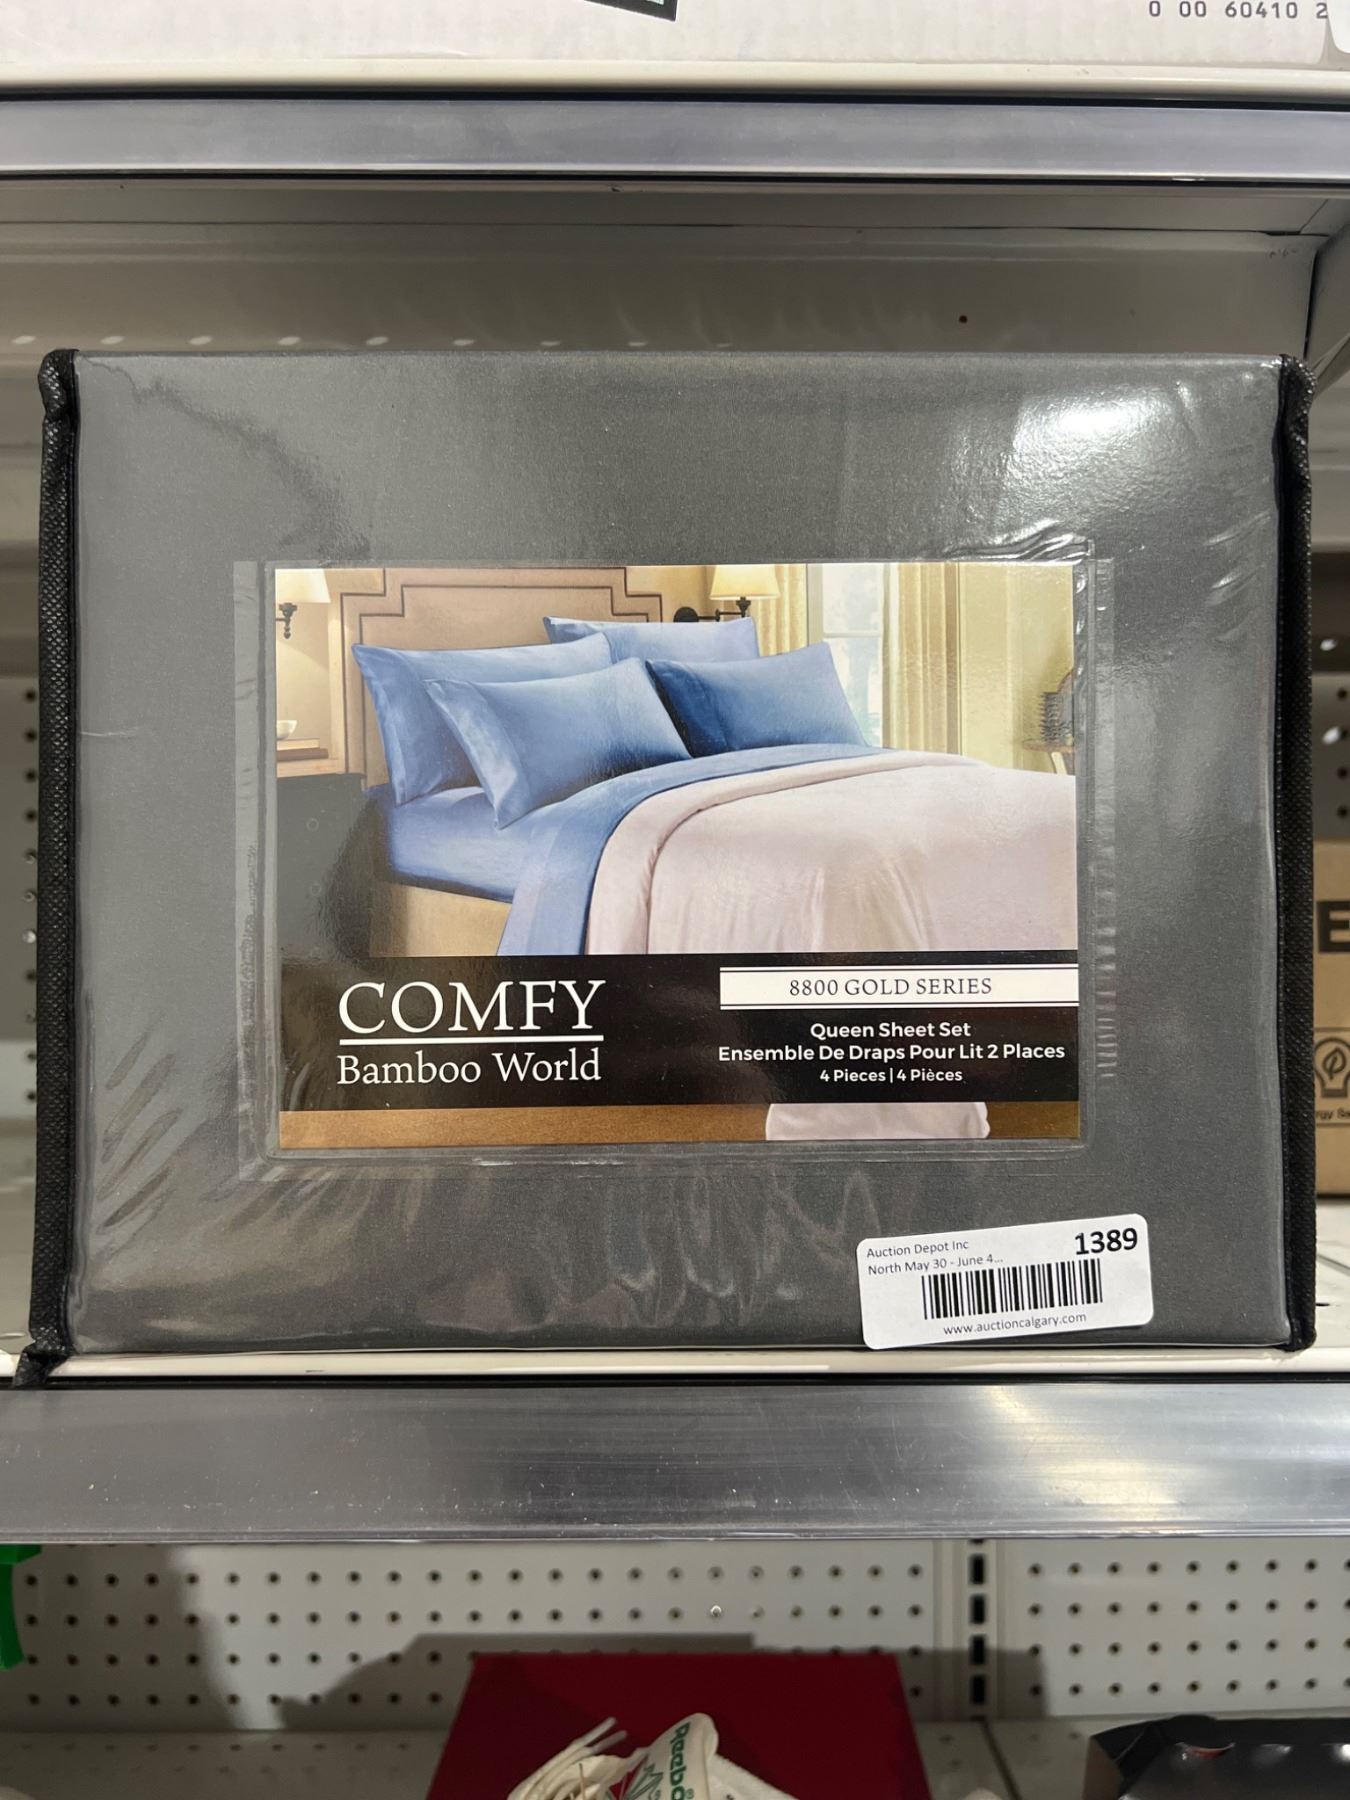 0 00 60410 2
COMFY
Bamboo World
8800 GOLD SERIES
Queen Sheet Set
Ensemble De Draps Pour Lit 2 Places
4 Pieces | 4 Pièces
Auction Depot Inc
1389
North May 30 - June 4...
www.auctioncalgary.com
E
Reebo